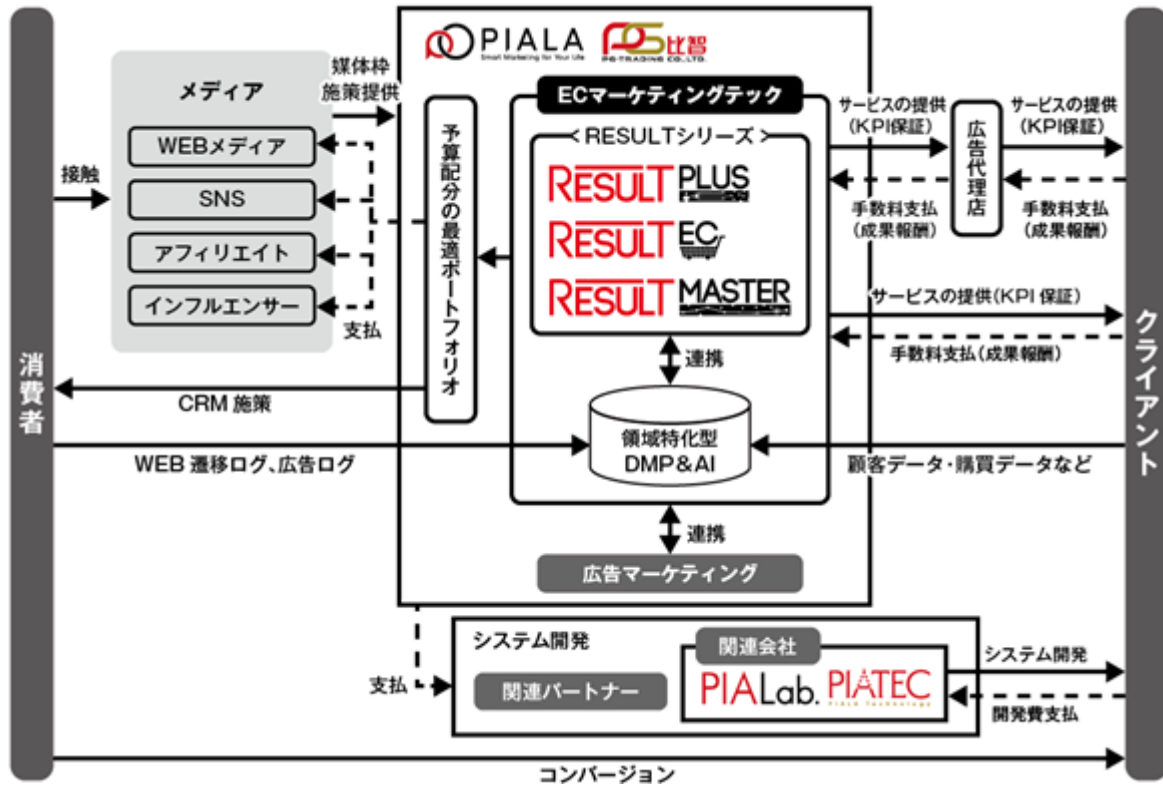 PIALA
Smart Marketing for Your Life
PG比智
PG-TRADING CO.,LTD.
メディア
WEBメディア
SNS
アフィリエイト
インフルエンサー
接触
媒体枠
施策提供
支払
予算配分の最適ポートフォリオ
ECマーケティングテック
RESULTシリーズ
RESULT PLUS
RESULT EC
RESULT MASTER
連携
領域特化型
DMP&AI
連携
広告マーケティング
サービスの提供
(KPI保証)
手数料支払
(成果報酬)
広告代理店
サービスの提供
(KPI保証)
手数料支払
(成果報酬)
サービスの提供(KPI 保証)
手数料支払(成果報酬)
消費者
クライアント
CRM 施策
WEB 遷移ログ、広告ログ
顧客データ・購買データなど
支払
システム開発
関連パートナー
関連会社
PIALab.
PIATEC
PIALA Technology
システム開発
開発費支払
コンバージョン